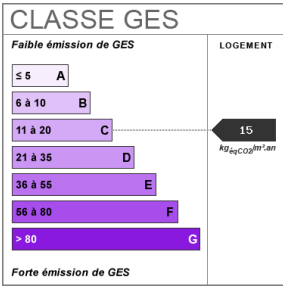 CLASSE GES
Faible émission de GES
LOGEMENT
≤ 5 A
6 à 10 B
11 à 20 C
15
kgéqCO2/m².an
21 à 35 D
36 à 55 E
56 à 80 F
> 80 G
Forte émission de GES